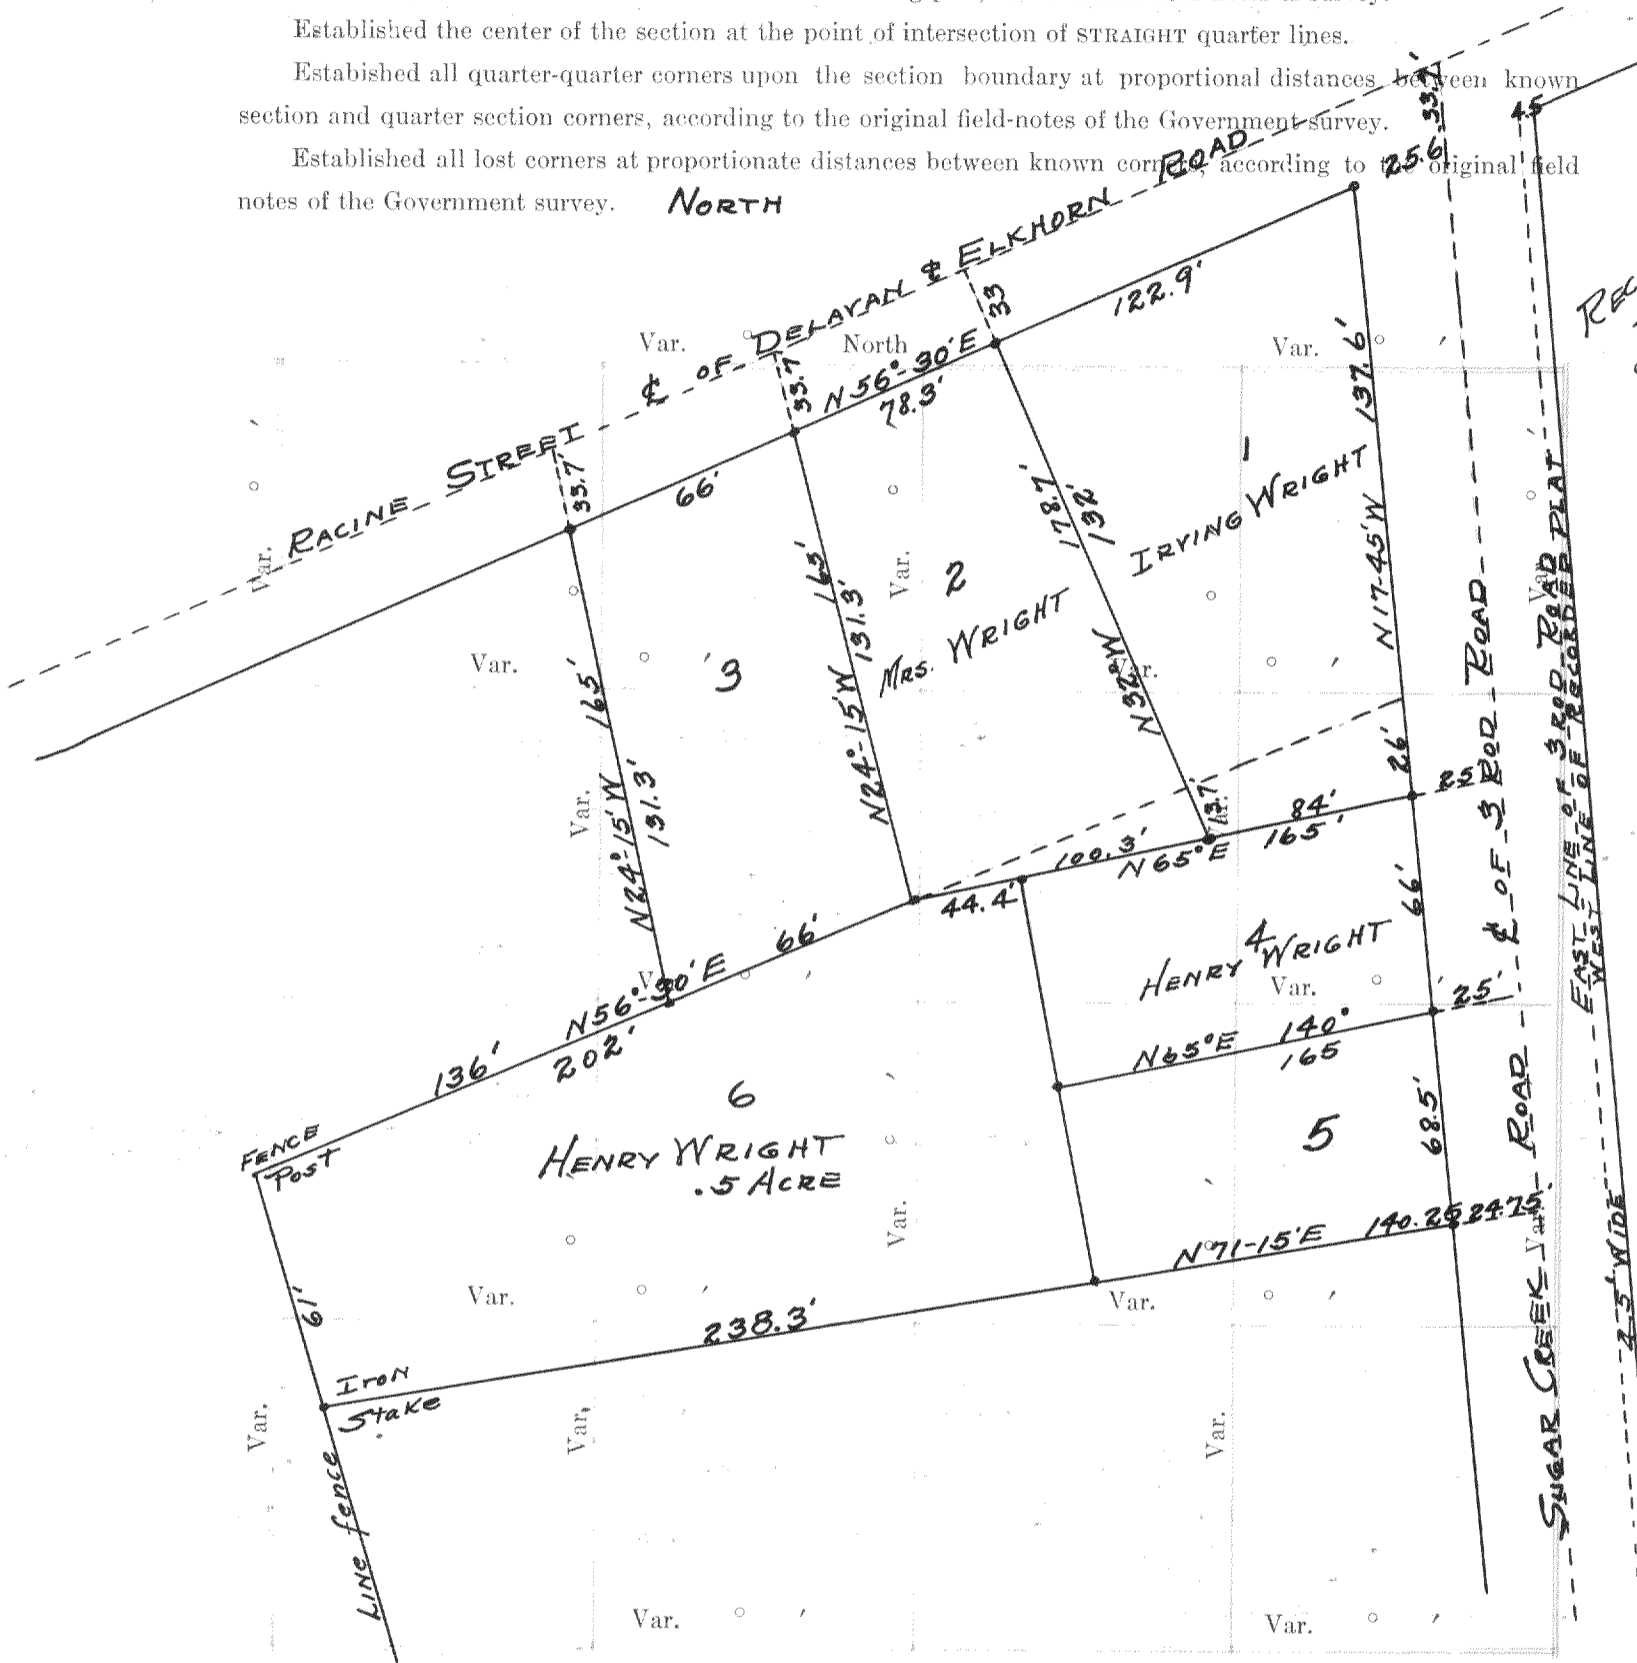 Established the center of the section at the point of intersection of STRAIGHT quarter lines.
Estabished all quarter-quarter corners upon the section boundary at proportional distances between known
section and quarter section corners, according to the original field-notes of the Government survey.
Established all lost corners at proportionate distances between known corners, according to the original field
notes of the Government survey.
NORTH
RACINE STREET
℄ OF DELAVAN & ELKHORN ROAD
33.7'
25.6
45
33
122.9'
Var.
North
Var.
33.7
N 56°-30' E
78.3'
33.7'
66'
137.6'
1
IRVING WRIGHT
178.7'
132'
N32°W
N17-45'W
2
MRS. WRIGHT
Var.
165'
131.3'
N24°-15'W
3
Var.
Var.
165'
131.3'
N24°-15'W
Var.
Var.
13.7'
26'
25'
84'
165'
100.3'
N65°E
44.4'
66'
66'
4
HENRY WRIGHT
Var.
25'
N65°E
140°
165
N56°-30'E
202'
136'
FENCE
POST
6
HENRY WRIGHT
.5 ACRE
5
68.5'
Var.
N 71-15'E
140.25
24.75'
61'
Var.
Var.
238.3'
Iron
Stake
Line fence
Var.
Var.
Var.
Var.
Var.
℄ OF 3 ROD ROAD
SUGAR CREEK ROAD
Var.
EAST LINE OF 3 ROD ROAD
WEST LINE OF RECORDED PLAT
Var.
4.5' WIDE
REC